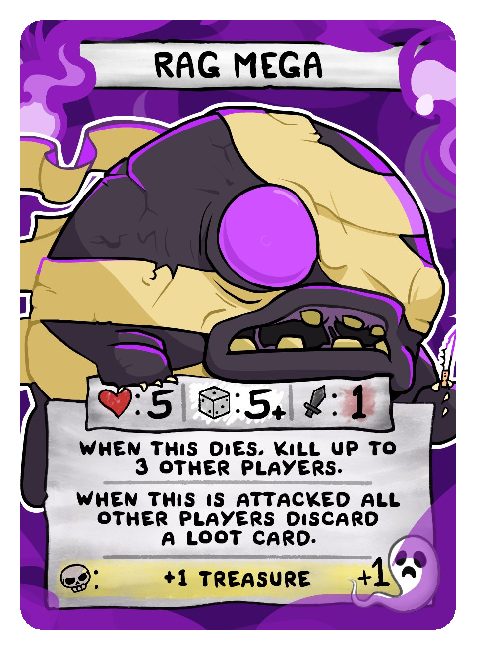 RAG MEGA
:5 :5+ :1
WHEN THIS DIES, KILL UP TO
3 OTHER PLAYERS.
WHEN THIS IS ATTACKED ALL
OTHER PLAYERS DISCARD
A LOOT CARD.
: +1 TREASURE +1